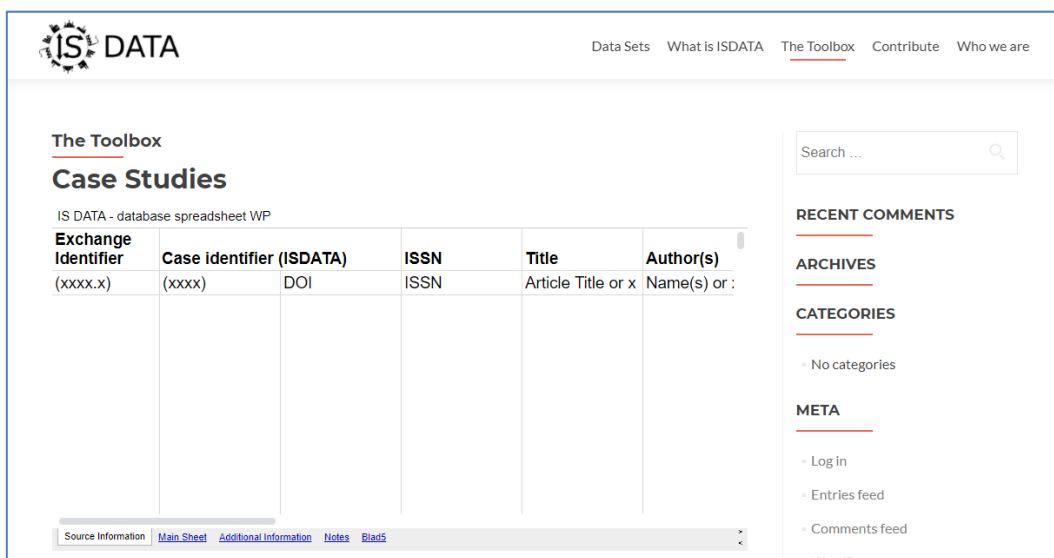 IS DATA
Data Sets What is ISDATA The Toolbox Contribute Who we are
The Toolbox
Case Studies
IS DATA - database spreadsheet WP
Exchange
Identifier Case identifier (ISDATA) ISSN Title Author(s)
(xxxx.x) (xxxx) DOI ISSN Article Title or x Name(s) or
Source Information Main Sheet Additional Information Notes Blad5
Search ...
RECENT COMMENTS
ARCHIVES
CATEGORIES
No categories
META
Log in
Entries feed
Comments feed